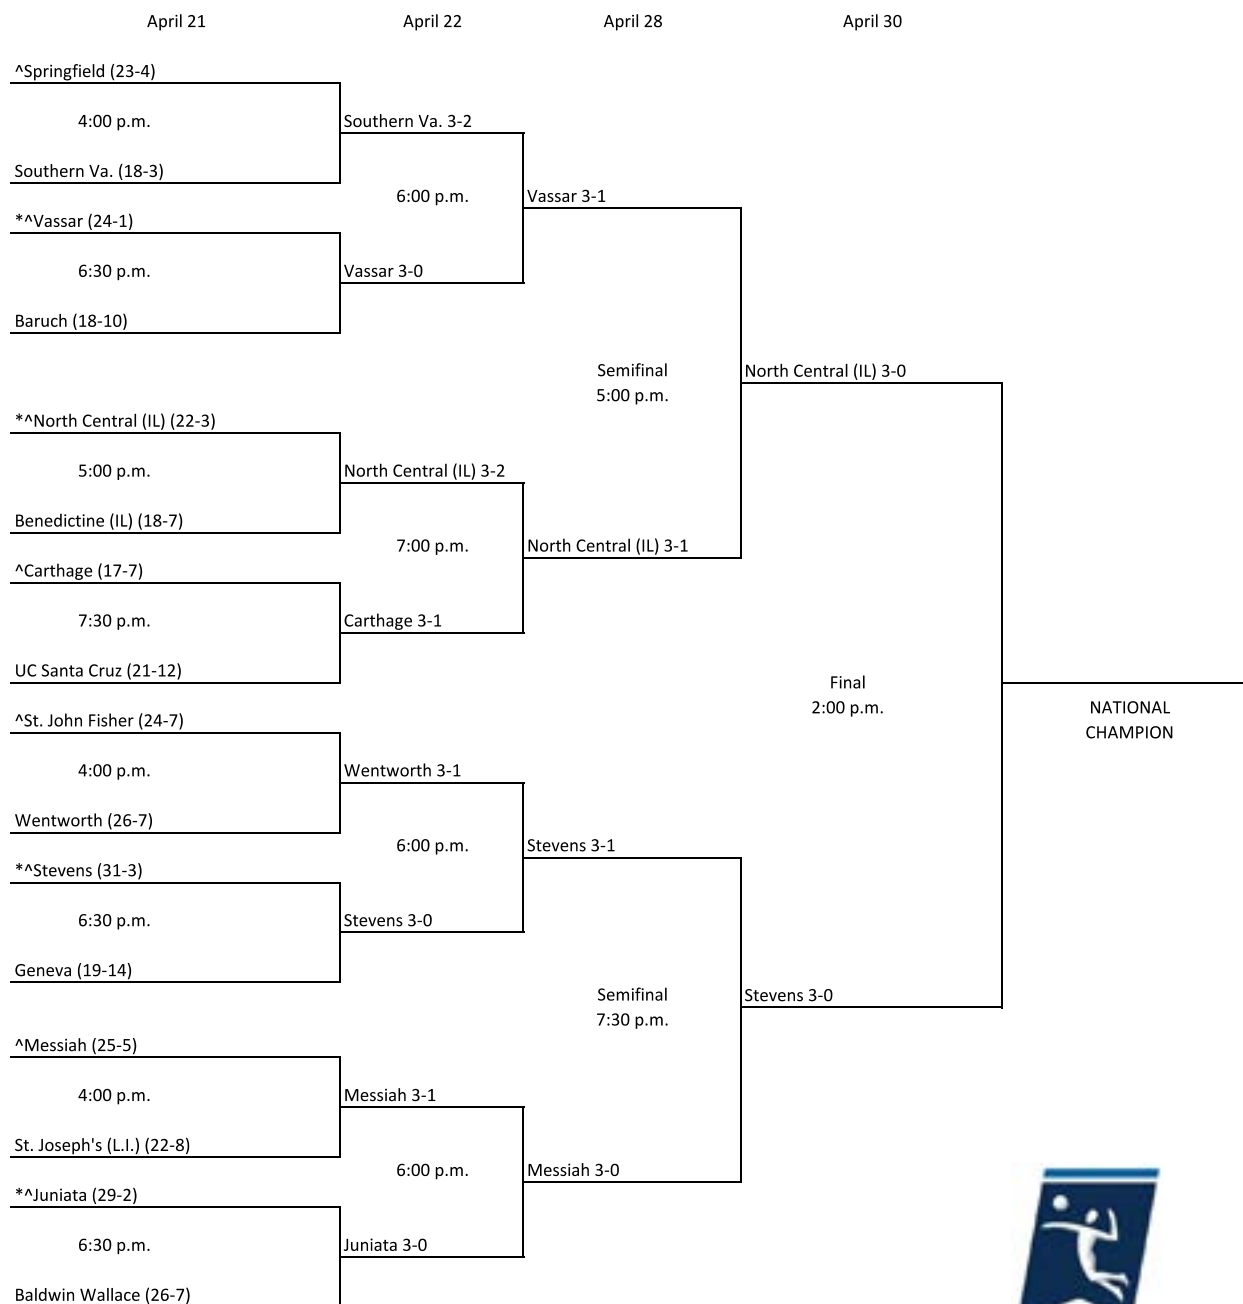 April 21 April 22 April 28 April 30
^Springfield (23-4)
4:00 p.m.
Southern Va. 3-2
Southern Va. (18-3)
6:00 p.m.
Vassar 3-1
*^Vassar (24-1)
6:30 p.m.
Vassar 3-0
Baruch (18-10)
Semifinal
5:00 p.m.
North Central (IL) 3-0
*^North Central (IL) (22-3)
5:00 p.m.
North Central (IL) 3-2
Benedictine (IL) (18-7)
7:00 p.m.
North Central (IL) 3-1
^Carthage (17-7)
7:30 p.m.
Carthage 3-1
UC Santa Cruz (21-12)
Final
2:00 p.m.
NATIONAL
CHAMPION
^St. John Fisher (24-7)
4:00 p.m.
Wentworth 3-1
Wentworth (26-7)
6:00 p.m.
Stevens 3-1
*^Stevens (31-3)
6:30 p.m.
Stevens 3-0
Geneva (19-14)
Semifinal
7:30 p.m.
Stevens 3-0
^Messiah (25-5)
4:00 p.m.
Messiah 3-1
St. Joseph's (L.I.) (22-8)
6:00 p.m.
Messiah 3-0
*^Juniata (29-2)
6:30 p.m.
Juniata 3-0
Baldwin Wallace (26-7)